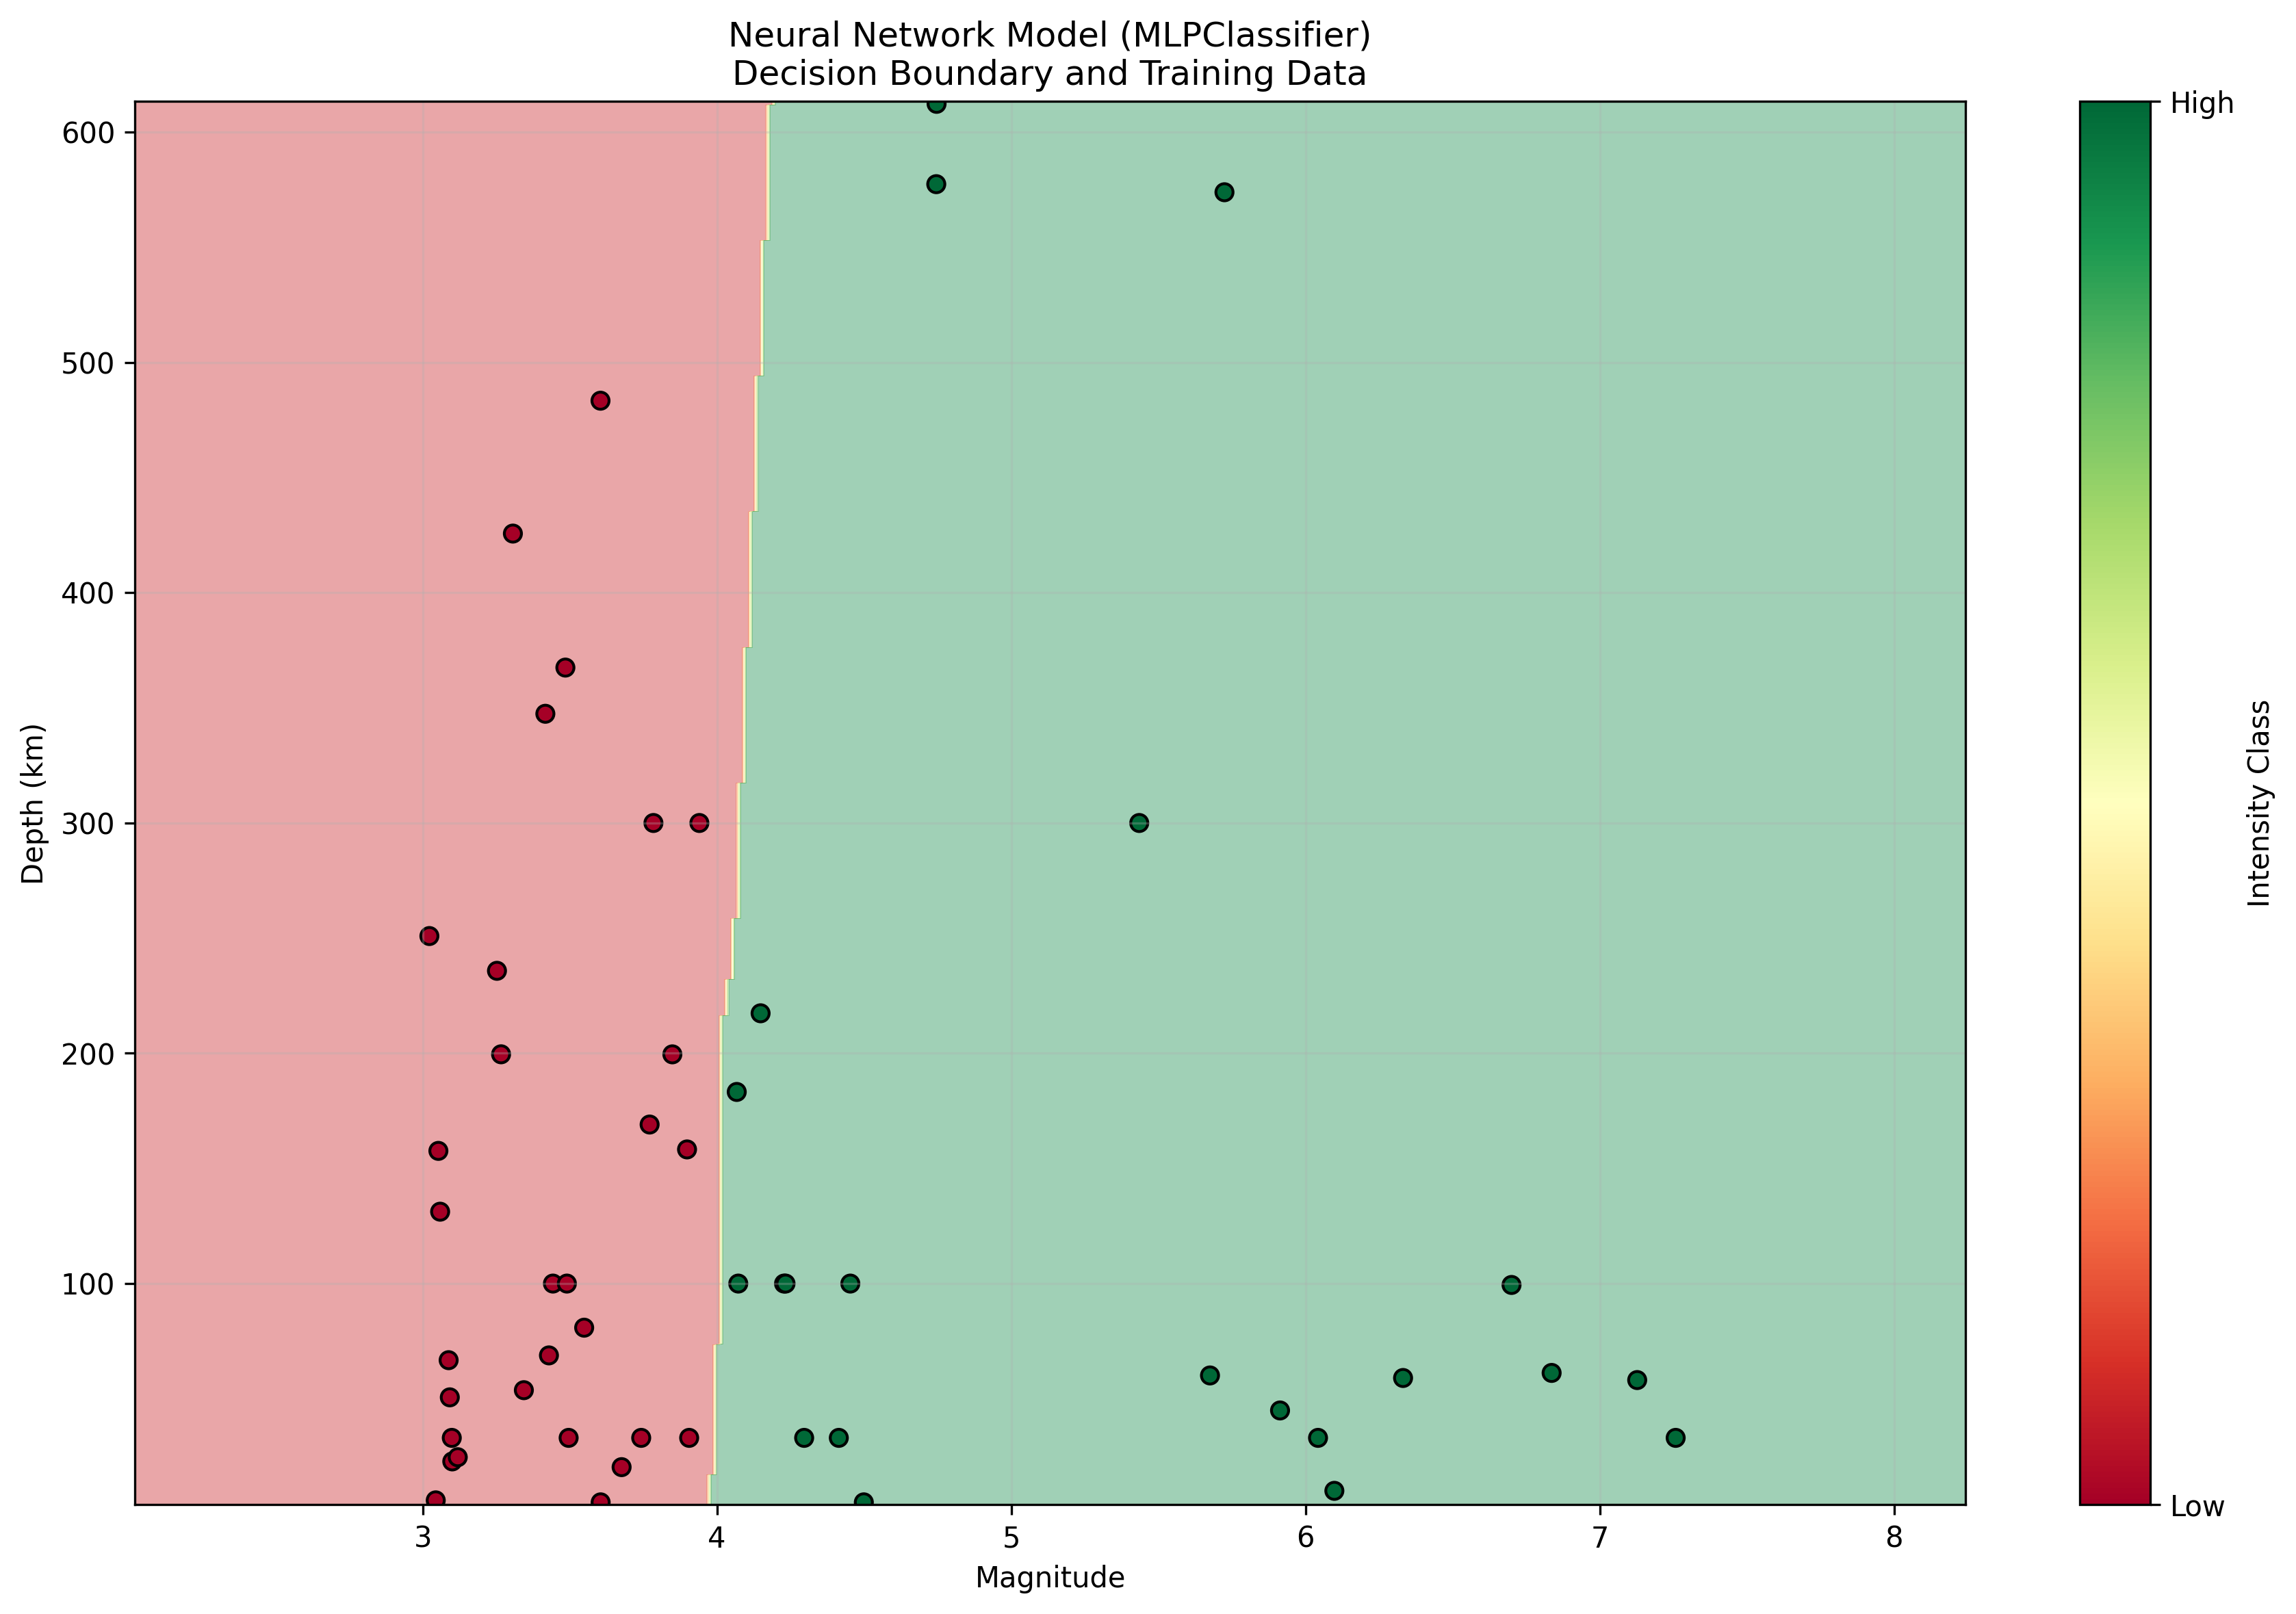 Neural Network Model (MLPClassifier)
Decision Boundary and Training Data
600
500
400
300
200
100
Depth (km)
3
4
5
6
7
8
Magnitude
High
Low
Intensity Class